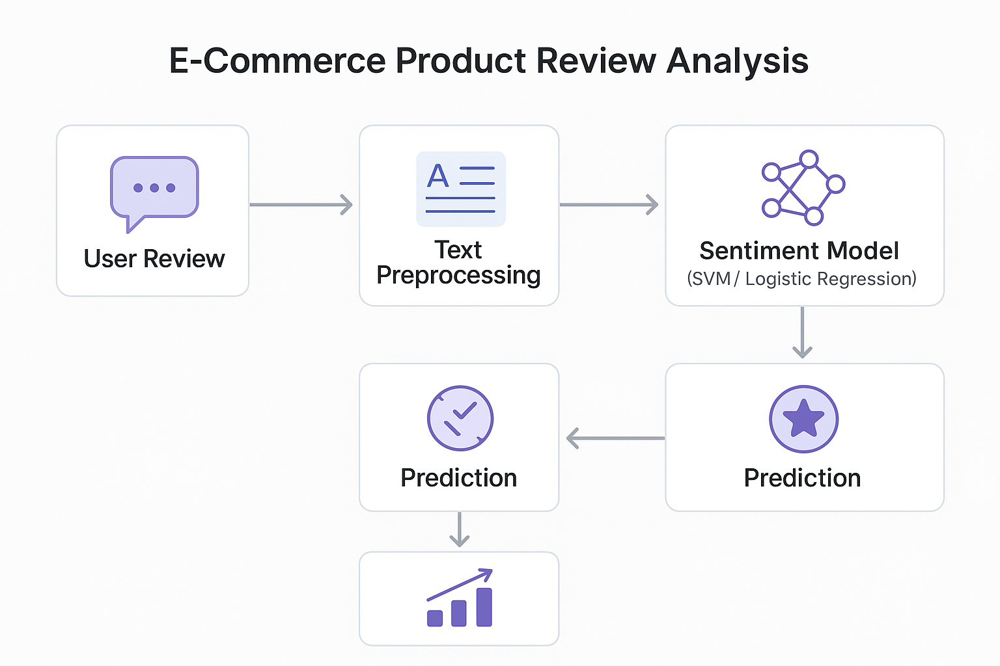 E-Commerce Product Review Analysis
User Review
A
Text
Preprocessing
Sentiment Model
(SVM / Logistic Regression)
Prediction
Prediction